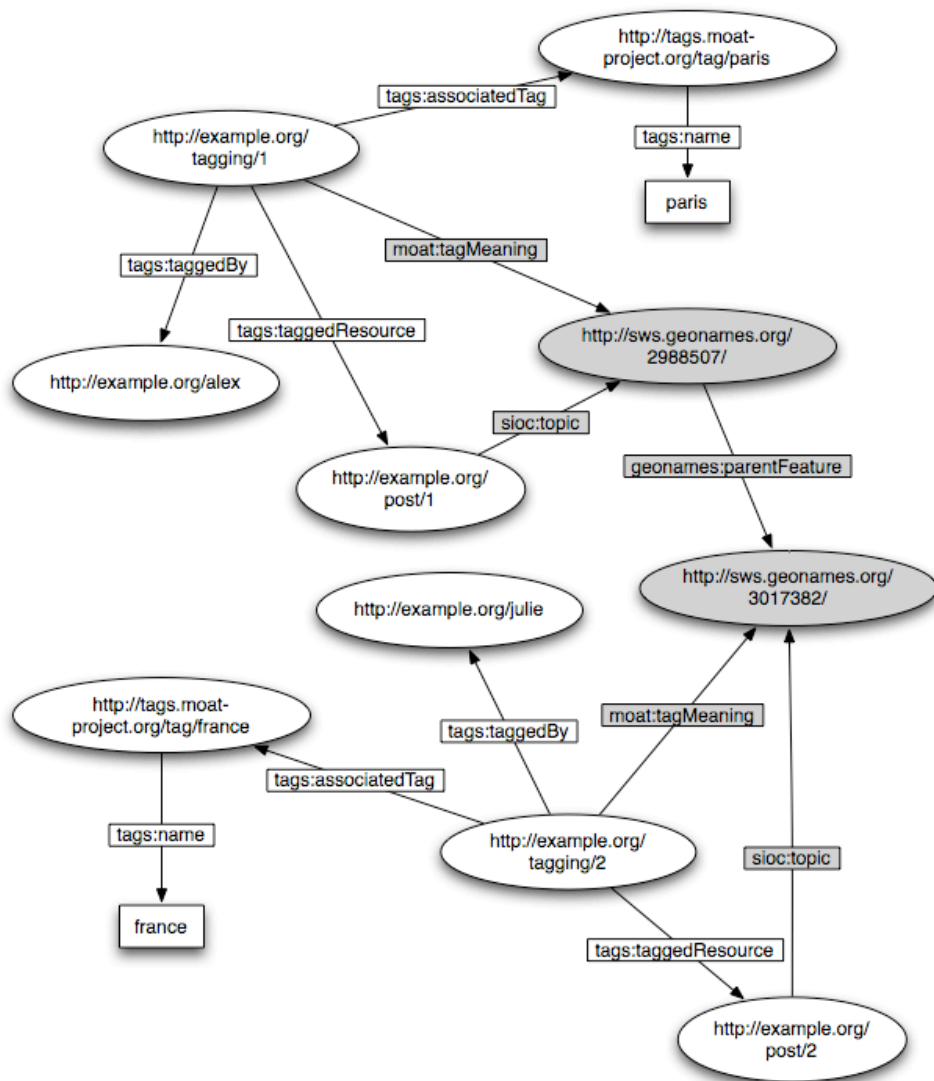 http://tags.moat-
project.org/tag/paris
tags:associatedTag
http://example.org/
tagging/1
tags:name
paris
moat:tagMeaning
tags:taggedBy
tags:taggedResource
http://sws.geonames.org/
2988507/
http://example.org/alex
sioc:topic
geonames:parentFeature
http://example.org/
post/1
http://sws.geonames.org/
3017382/
http://example.org/julie
http://tags.moat-
project.org/tag/france
moat:tagMeaning
tags:taggedBy
tags:associatedTag
tags:name
http://example.org/
tagging/2
sioc:topic
france
tags:taggedResource
http://example.org/
post/2